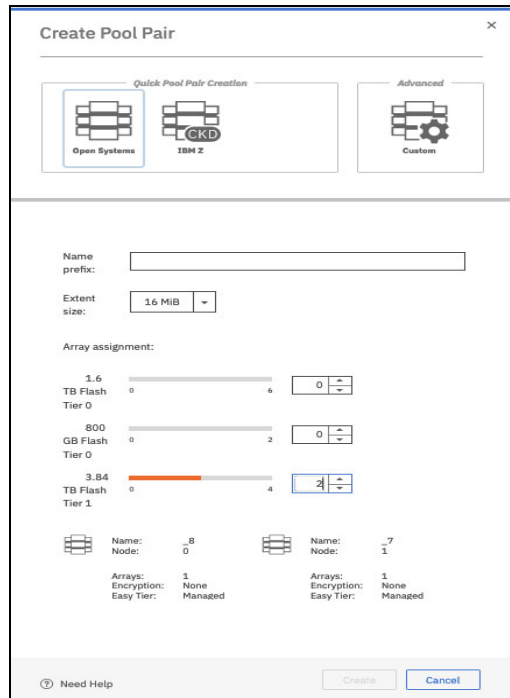 Create Pool Pair
×
Quick Pool Pair Creation
Advanced
Open Systems
CKD
IBM Z
Custom
Name
prefix:
Extent
size:
16 MiB
Array assignment:
1.6
TB Flash
Tier 0
0
6
0
800
GB Flash
Tier 0
0
2
0
3.84
TB Flash
Tier 1
0
4
2
Name: _8
Node: 0
Arrays: 1
Encryption: None
Easy Tier: Managed
Name: _7
Node: 1
Arrays: 1
Encryption: None
Easy Tier: Managed
? Need Help
Create
Cancel